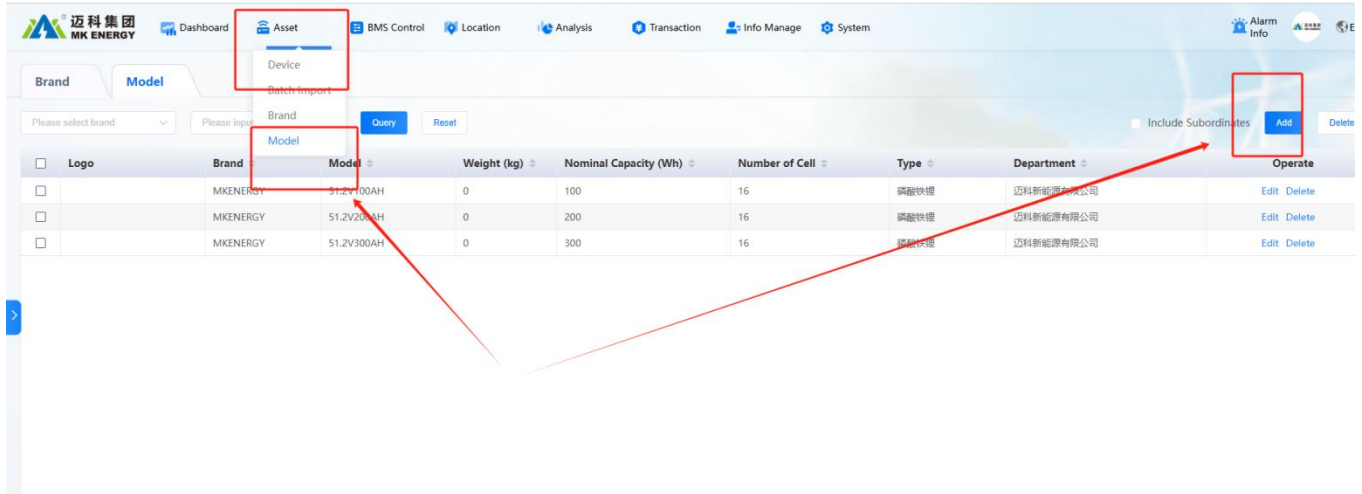 迈科集团
MK ENERGY
Dashboard Asset BMS Control Location Analysis Transaction Info Manage System Alarm Info
Device
Brand Model
Batch Import
Please select brand Please input Brand Query Reset Include Subordinates Add Delete
Model
Logo Brand Model Weight (kg) Nominal Capacity (Wh) Number of Cell Type Department Operate
MKENERGY 51.2V100AH 0 100 16 磷酸铁锂 迈科新能源有限公司 Edit Delete
MKENERGY 51.2V200AH 0 200 16 磷酸铁锂 迈科新能源有限公司 Edit Delete
MKENERGY 51.2V300AH 0 300 16 磷酸铁锂 迈科新能源有限公司 Edit Delete